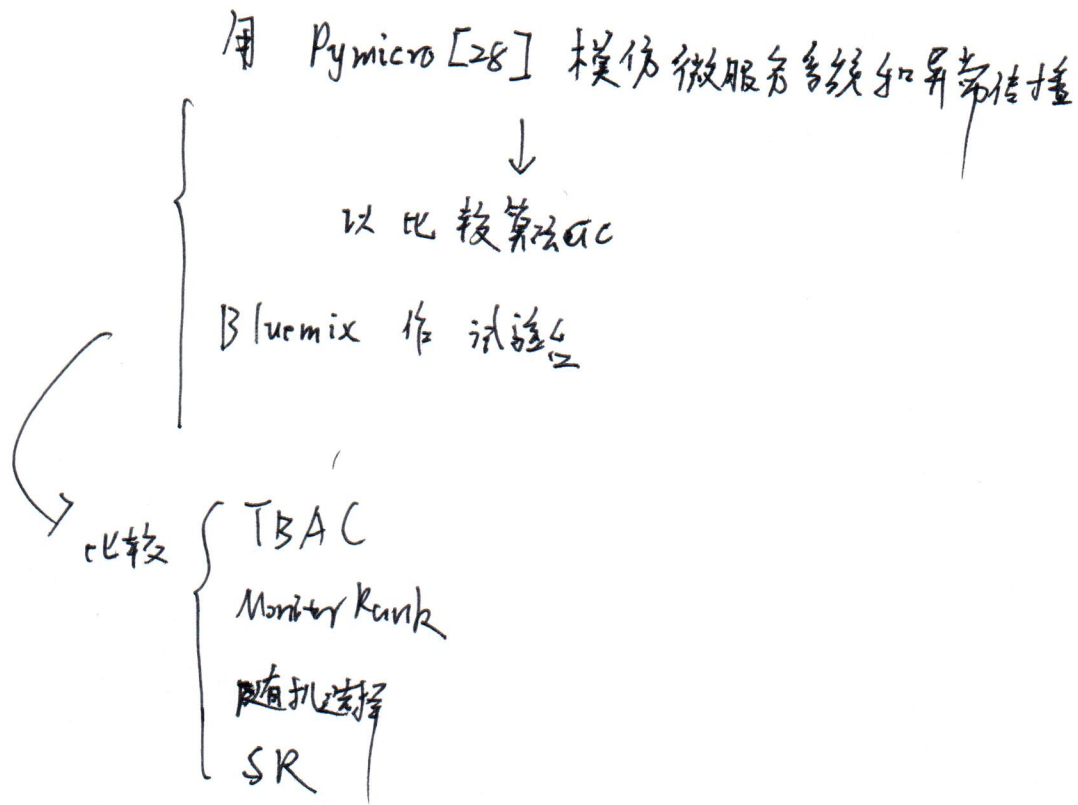 用 Pymicro [28] 模仿微服务系统和异常传播
以比较算法acc
Bluemix 作 试验台
比较
TBAC
MonitorRank
随机选择
SR